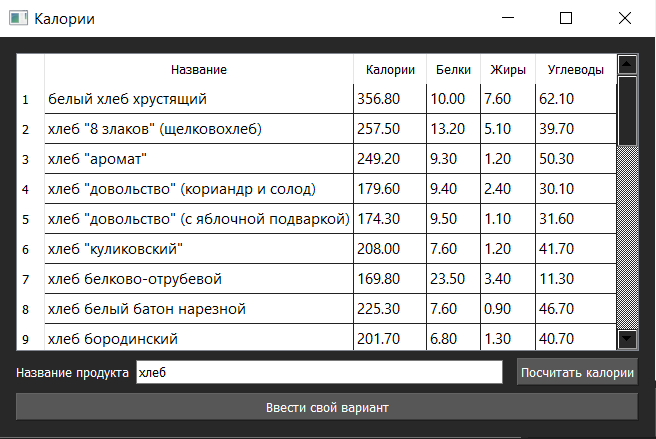 Калории
Название Калории Белки Жиры Углеводы
1 белый хлеб хрустящий 356.80 10.00 7.60 62.10
2 хлеб "8 злаков" (щелковохлеб) 257.50 13.20 5.10 39.70
3 хлеб "аромат" 249.20 9.30 1.20 50.30
4 хлеб "довольство" (кориандр и солод) 179.60 9.40 2.40 30.10
5 хлеб "довольство" (с яблочной подваркой) 174.30 9.50 1.10 31.60
6 хлеб "куликовский" 208.00 7.60 1.20 41.70
7 хлеб белково-отрубевой 169.80 23.50 3.40 11.30
8 хлеб белый батон нарезной 225.30 7.60 0.90 46.70
9 хлеб бородинский 201.70 6.80 1.30 40.70
Название продукта хлеб Посчитать калории
Ввести свой вариант